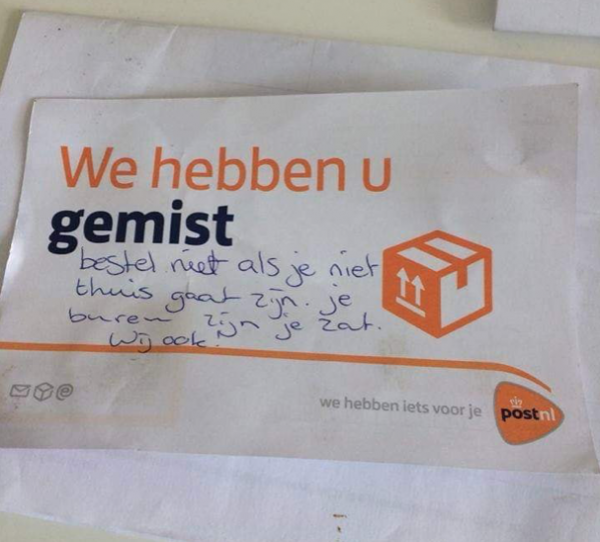 We hebben u
gemist
bestel niet als je niet
thuis gaat zijn. je
buren zijn je zat.
Wij ook.
we hebben iets voor je
postnl